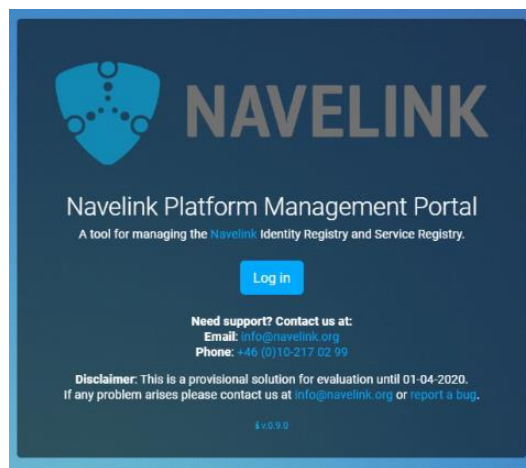 NAVELINK
Navelink Platform Management Portal
A tool for managing the Navelink Identity Registry and Service Registry.
Log in
Need support? Contact us at:
Email: info@navelink.org
Phone: +46 (0)10-217 02 99
Disclaimer: This is a provisional solution for evaluation until 01-04-2020.
If any problem arises please contact us at info@navelink.org or report a bug.
v.0.9.0